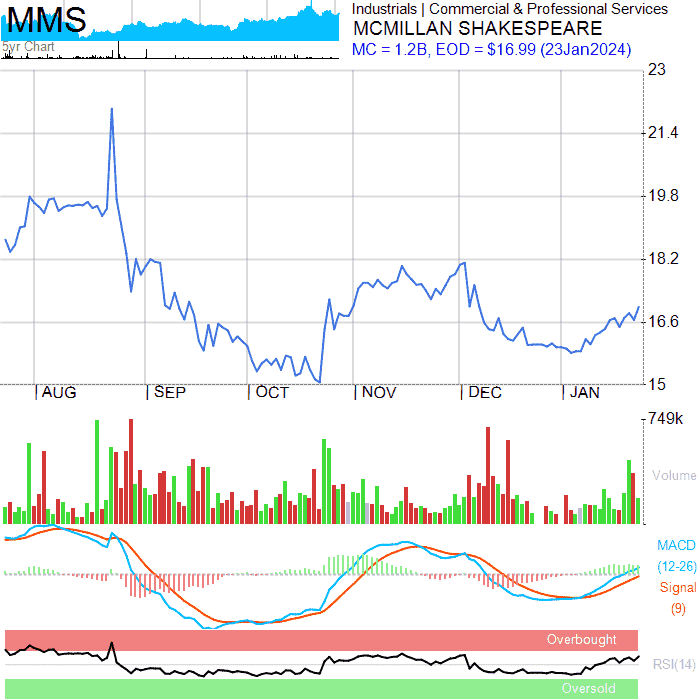 MMS
5yr Chart
Industrials | Commercial & Professional Services
MCMILLAN SHAKESPEARE
MC = 1.2B, EOD = $16.99 (23Jan2024)
23
21.4
19.8
18.2
16.6
15
AUG SEP OCT NOV DEC JAN
749k
Volume
MACD
(12-26)
Signal
(9)
Overbought
RSI(14)
Oversold